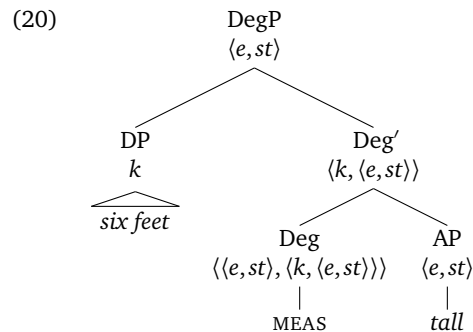 (20) DegP
⟨e, st⟩
DP Deg′
k ⟨k, ⟨e, st⟩⟩
six feet
Deg AP
⟨⟨e, st⟩, ⟨k, ⟨e, st⟩⟩⟩ ⟨e, st⟩
MEAS tall